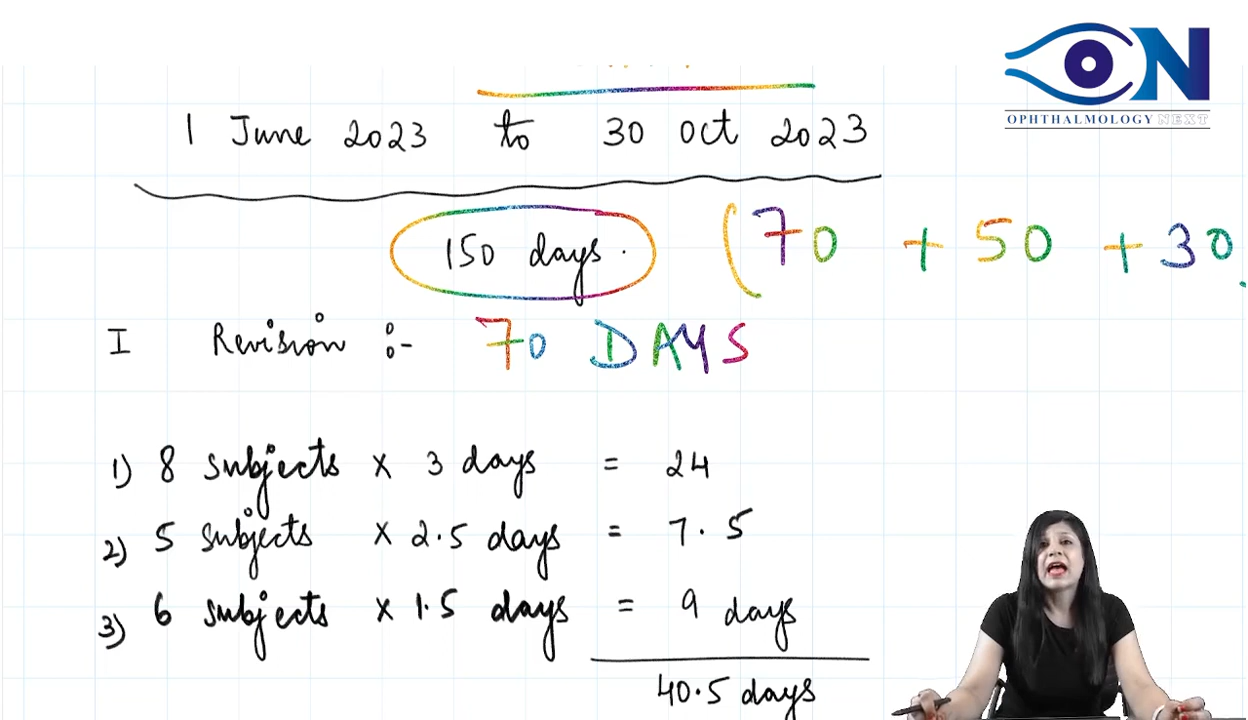 ON
OPHTHALMOLOGY NEXT
1 June 2023 to 30 Oct 2023
150 days. (70 + 50 + 30
I Revision :- 70 DAYS
1) 8 subjects x 3 days = 24
2) 5 subjects x 2.5 days = 7.5
3) 6 subjects x 1.5 days = 9 days
40.5 days